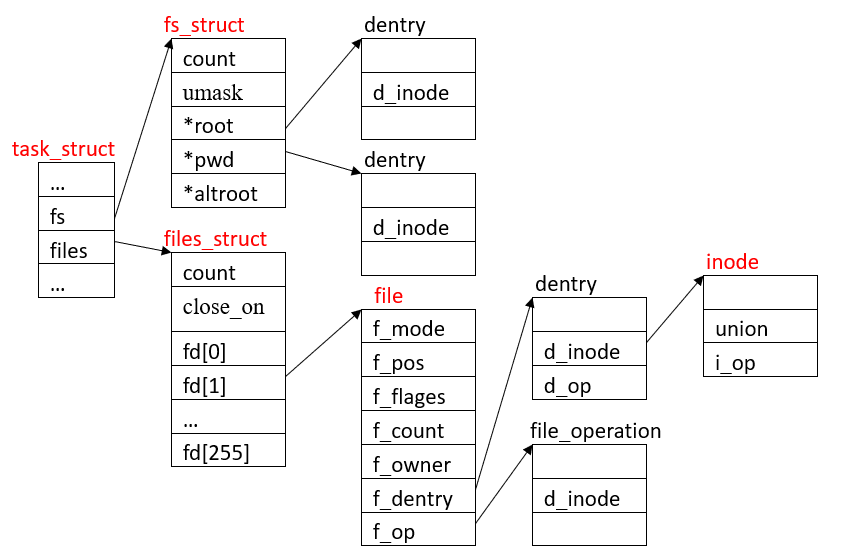 task_struct
...
fs
files
...
fs_struct
count
umask
*root
*pwd
*altroot
files_struct
count
close_on
fd[0]
fd[1]
...
fd[255]
dentry
d_inode
dentry
d_inode
file
f_mode
f_pos
f_flages
f_count
f_owner
f_dentry
f_op
dentry
d_inode
d_op
file_operation
d_inode
inode
union
i_op